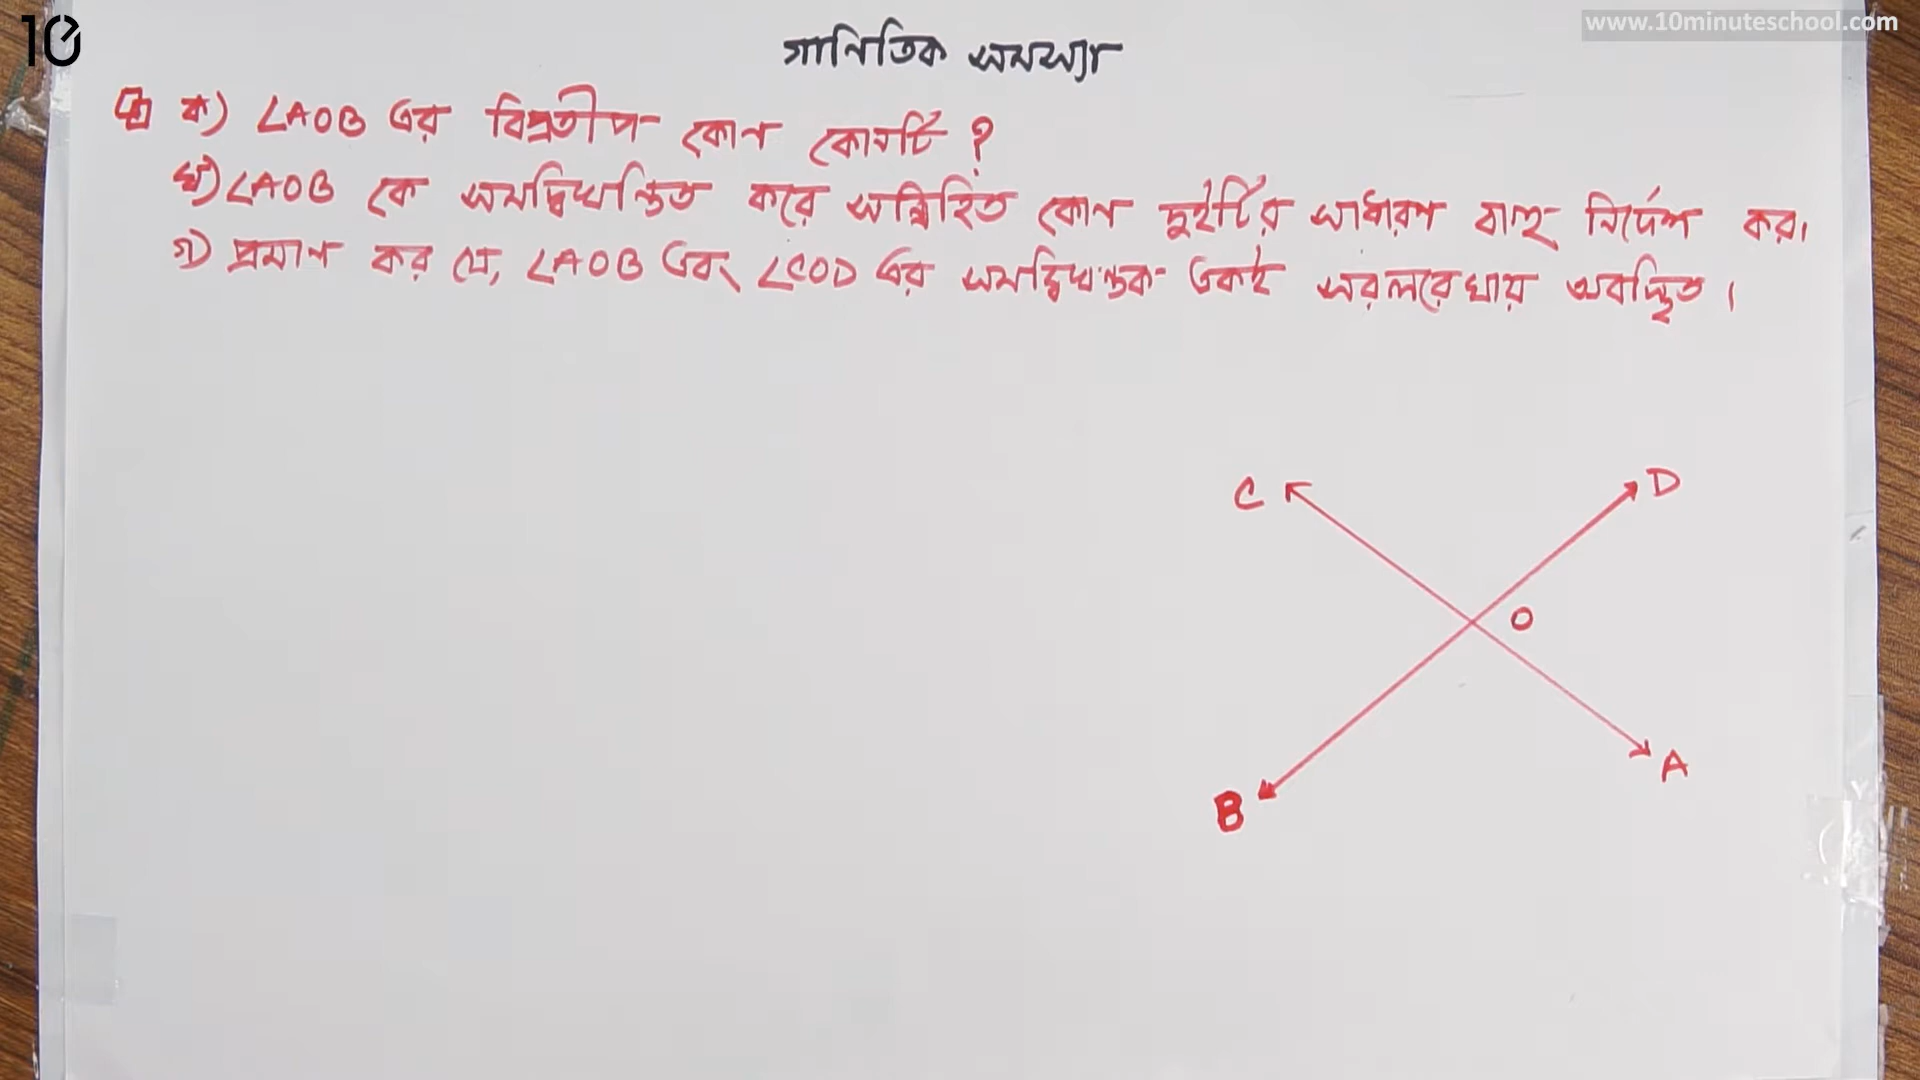 10
www.10minuteschool.com
গানিতিক সমস্যা
ক) ∠AOB এর বিপ্রতীপ কোণ কোনটি ?
খ) ∠AOB কে সমদ্বিখন্ডিত করে সন্নিহিত কোণ দুইটির সাধারণ বাহু নির্দেশ কর।
গ) প্রমাণ কর যে, ∠AOB এবং ∠COD এর সমদ্বিখন্ডক একই সরলরেখায় অবস্থিত।
C
D
O
A
B